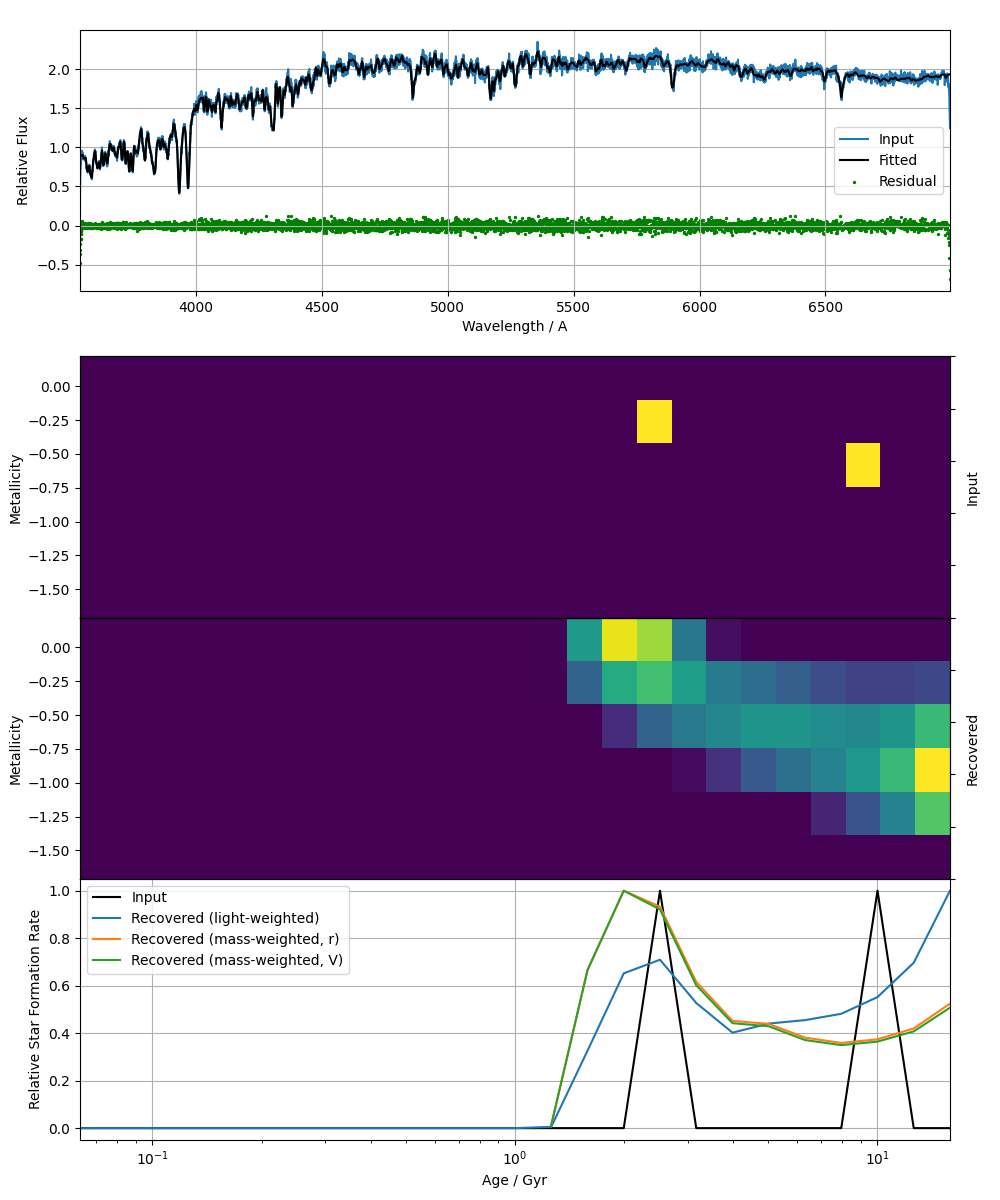 Relative Flux
2.0
1.5
1.0
0.5
0.0
−0.5
Input
Fitted
Residual
4000
4500
5000
5500
6000
6500
Wavelength / A
Metallicity
0.00
−0.25
−0.50
−0.75
−1.00
−1.25
−1.50
Input
Metallicity
0.00
−0.25
−0.50
−0.75
−1.00
−1.25
−1.50
Recovered
Relative Star Formation Rate
1.0
0.8
0.6
0.4
0.2
0.0
Input
Recovered (light-weighted)
Recovered (mass-weighted, r)
Recovered (mass-weighted, V)
10⁻¹
10⁰
10¹
Age / Gyr